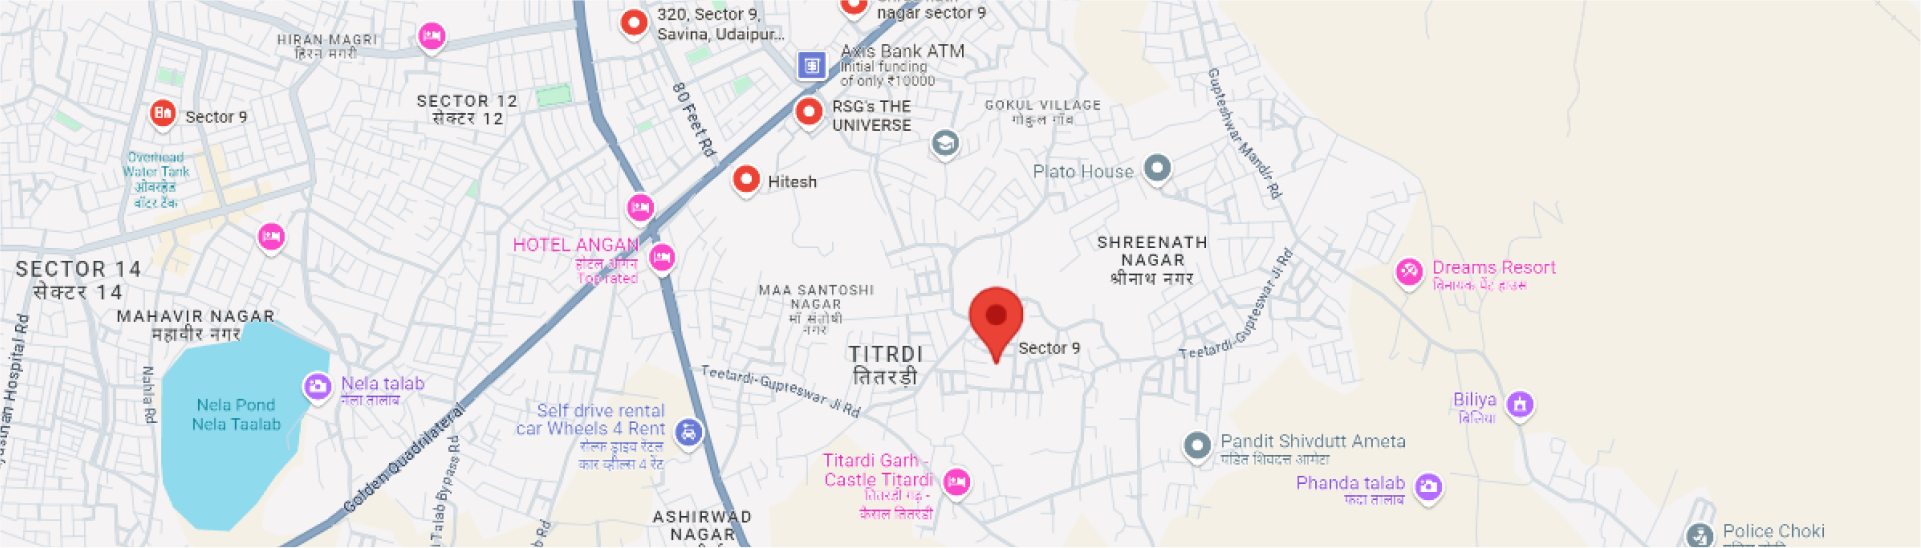 320, Sector 9,
Savina, Udaipur...
nagar sector 9
HIRAN MAGRI
हिरन मगरी
Axis Bank ATM
Initial funding
of only ₹10000
SECTOR 12
सेक्टर 12
80 Feet Rd
RSG's THE
UNIVERSE
GOKUL VILLAGE
गोकुल गाँव
Gupteshwar Mandir Rd
Sector 9
Overhead
Water Tank
ओवरहेड
वॉटर टैंक
Plato House
Hitesh
HOTEL ANGAN
होटल आँगन
Top rated
SHREENATH
NAGAR
श्रीनाथ नगर
SECTOR 14
सेक्टर 14
Dreams Resort
MAA SANTOSHI
NAGAR
माँ संतोषी
नगर
MAHAVIR NAGAR
महावीर नगर
Teetardi-Gupteswar Ji Rd
Sector 9
TITRDI
तितरड़ी
Hospital Rd
Nahla Rd
Nela talab
नेला तालाब
Nela Pond
Nela Taalab
Teetardi-Gupteswar Ji Rd
Self drive rental
car Wheels 4 Rent
सेल्फ ड्राइव रेंटल
कार व्हील्स 4 रेंट
Biliya
बिलिया
Golden Quadrilateral
Talab Bypass Rd
Pandit Shivdutt Ameta
पंडित शिवदत्त आमेटा
Titardi Garh -
Castle Titardi
तितरडी गढ़ -
Phanda talab
फंदा तालाब
ASHIRWAD
NAGAR
Rd
Police Choki